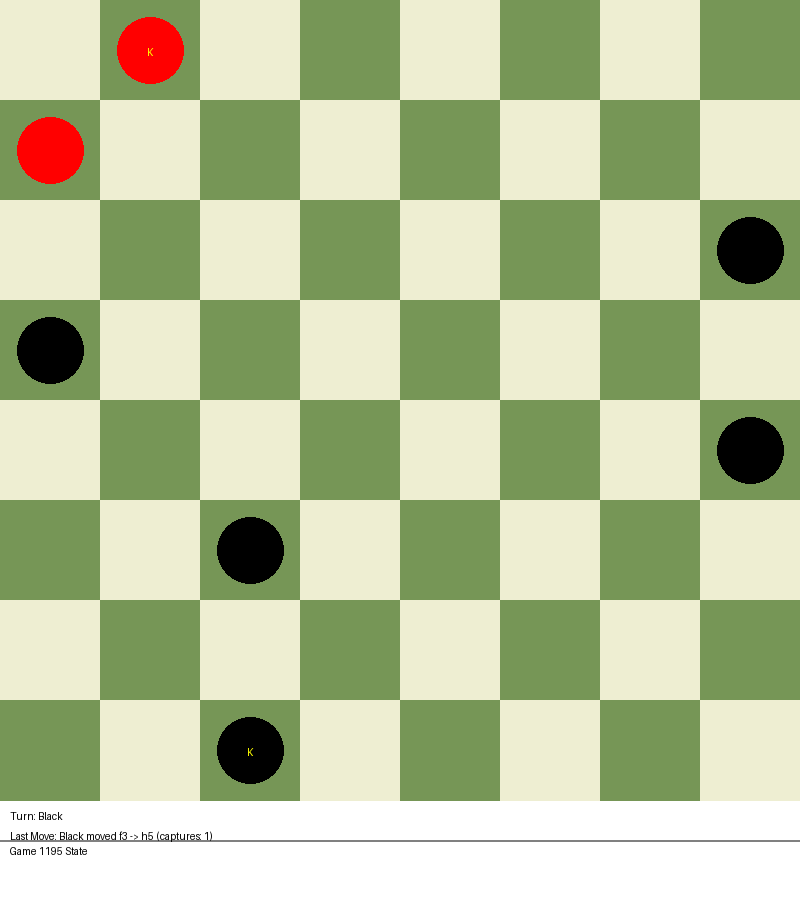 K
K
Turn: Black
Last Move: Black moved f3 -> h5 (captures: 1)
Game 1195 State